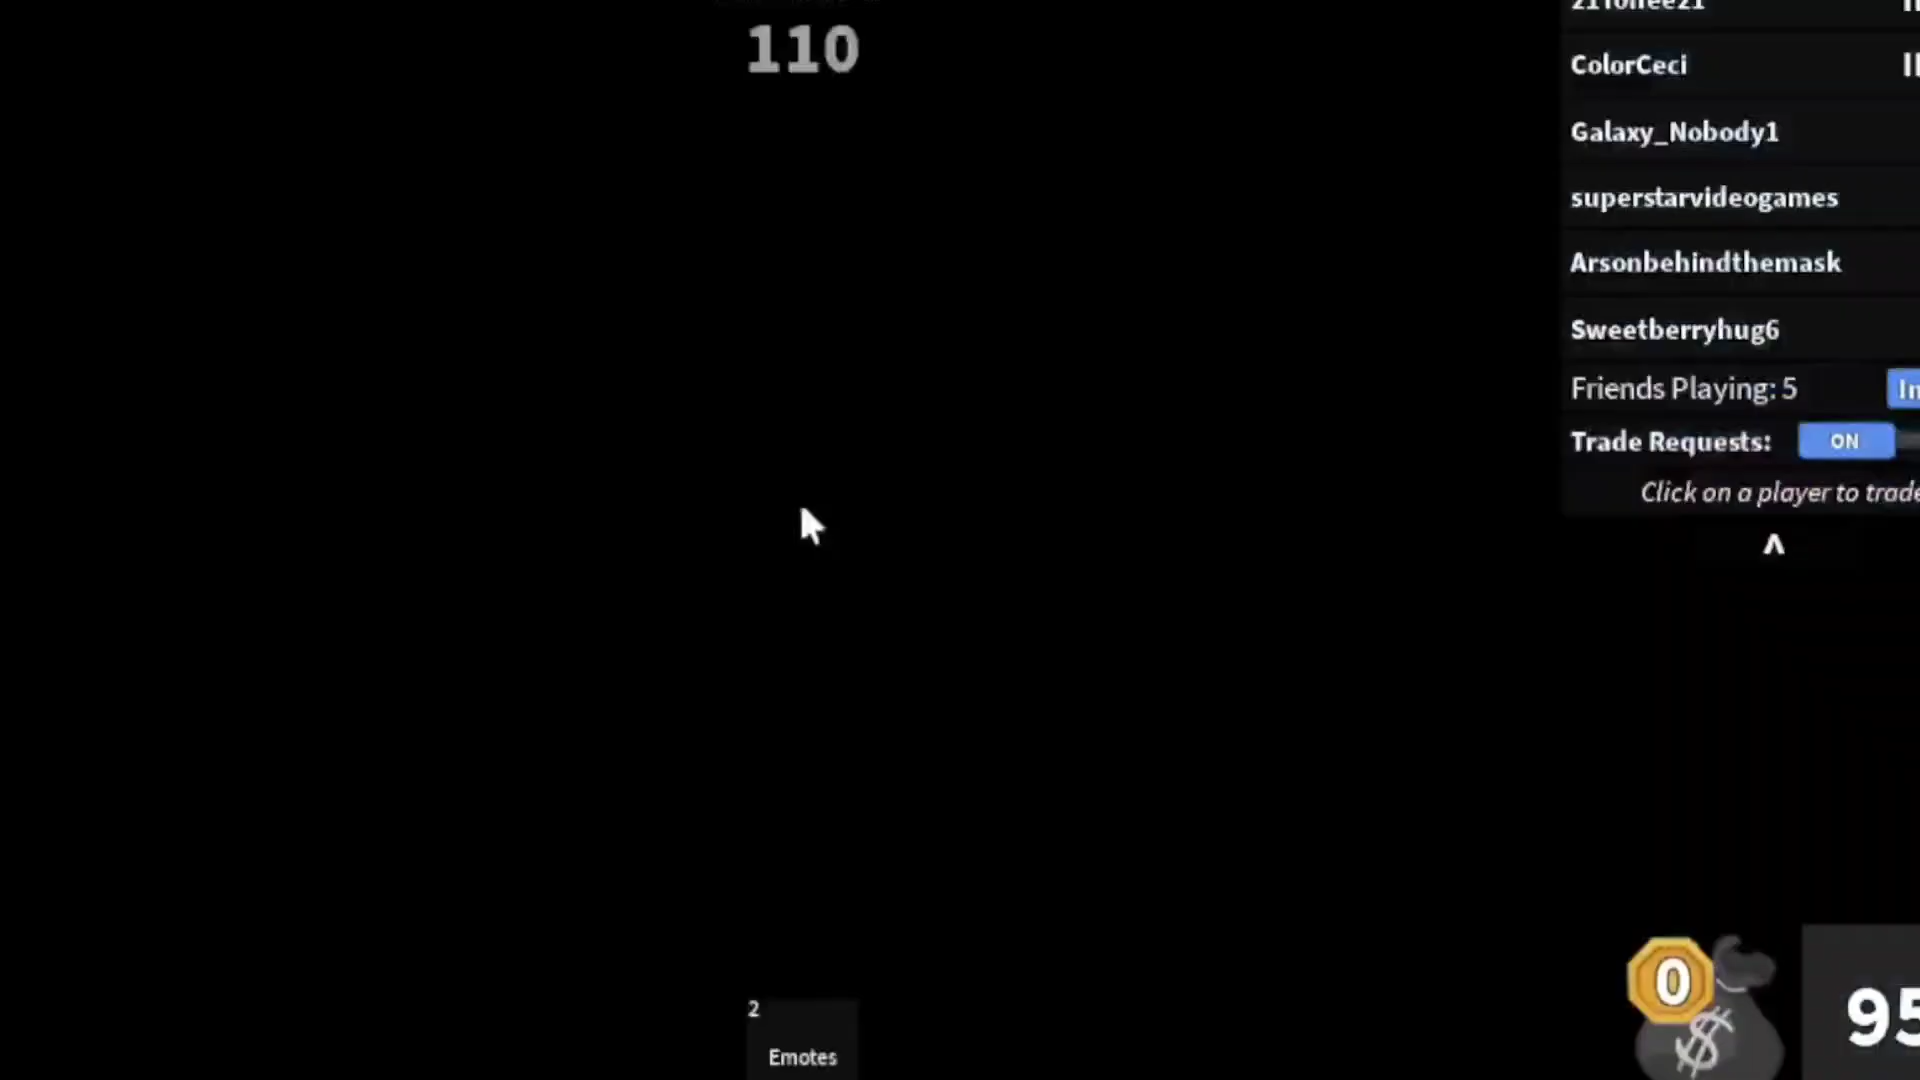 110
ColorCeci
Galaxy_Nobody1
superstarvideogames
Arsonbehindthemask
Sweetberryhug6
Friends Playing: 5
Trade Requests: ON
Click on a player to trade
0
$
95
2
Emotes